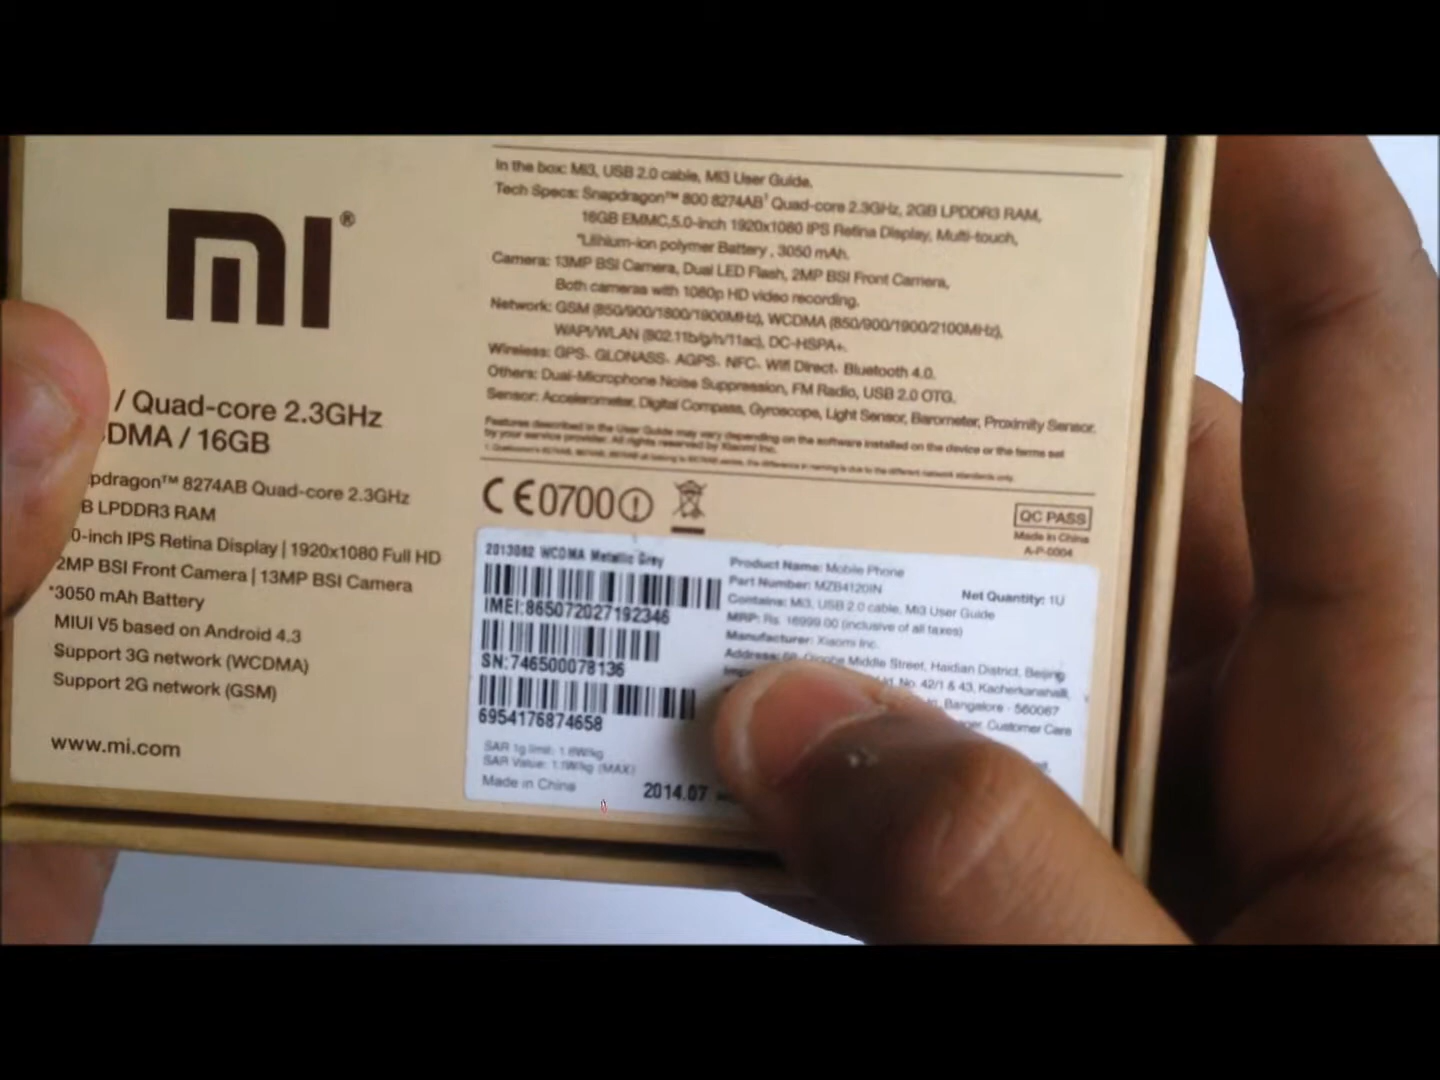 mı®
/ Quad-core 2.3GHz
DMA / 16GB
pdragon™ 8274AB Quad-core 2.3GHz
B LPDDR3 RAM
0-inch IPS Retina Display | 1920x1080 Full HD
2MP BSI Front Camera | 13MP BSI Camera
*3050 mAh Battery
MIUI V5 based on Android 4.3
Support 3G network (WCDMA)
Support 2G network (GSM)
www.mi.com
In the box: Mi3, USB 2.0 cable, Mi3 User Guide.
Tech Specs: Snapdragon™ 800 8274AB¹ Quad-core 2.3GHz, 2GB LPDDR3 RAM,
16GB EMMC,5.0-inch 1920x1080 IPS Retina Display, Multi-touch,
*Lithium-ion polymer Battery , 3050 mAh.
Camera: 13MP BSI Camera, Dual LED Flash, 2MP BSI Front Camera,
Both cameras with 1080p HD video recording.
Network: GSM (850/900/1800/1900MHz), WCDMA (850/900/1900/2100MHz),
WAPI/WLAN (802.11b/g/n/11ac), DC-HSPA+.
Wireless: GPS、GLONASS、AGPS、NFC、Wifi Direct、Bluetooth 4.0.
Others: Dual-Microphone Noise Suppression, FM Radio, USB 2.0 OTG.
Sensor: Accelerometer, Digital Compass, Gyroscope, Light Sensor, Barometer, Proximity Sensor.
Features described in the User Guide may vary depending on the software installed on the device or the terms set
by your service provider. All rights reserved by Xiaomi Inc.
CE0700
QC PASS
Made in China
A-P-0004
2013062 WCDMA Metallic Grey
IMEI:865072027192346
SN:746500078136
6954176874658
SAR 1g limit: 1.6W/kg
SAR Value: 1.1W/kg (MAX)
Made in China
2014.07
Product Name: Mobile Phone
Part Number: MZB4120IN
Net Quantity: 1U
Contains: Mi3, USB 2.0 cable, Mi3 User Guide
MRP: Rs. 16999.00 (inclusive of all taxes)
Manufacturer: Xiaomi Inc.
Address: Middle Street, Haidian District, Beijing
No. 42/1 & 43, Kacherkanahalli,
Bangalore - 560067
Customer Care